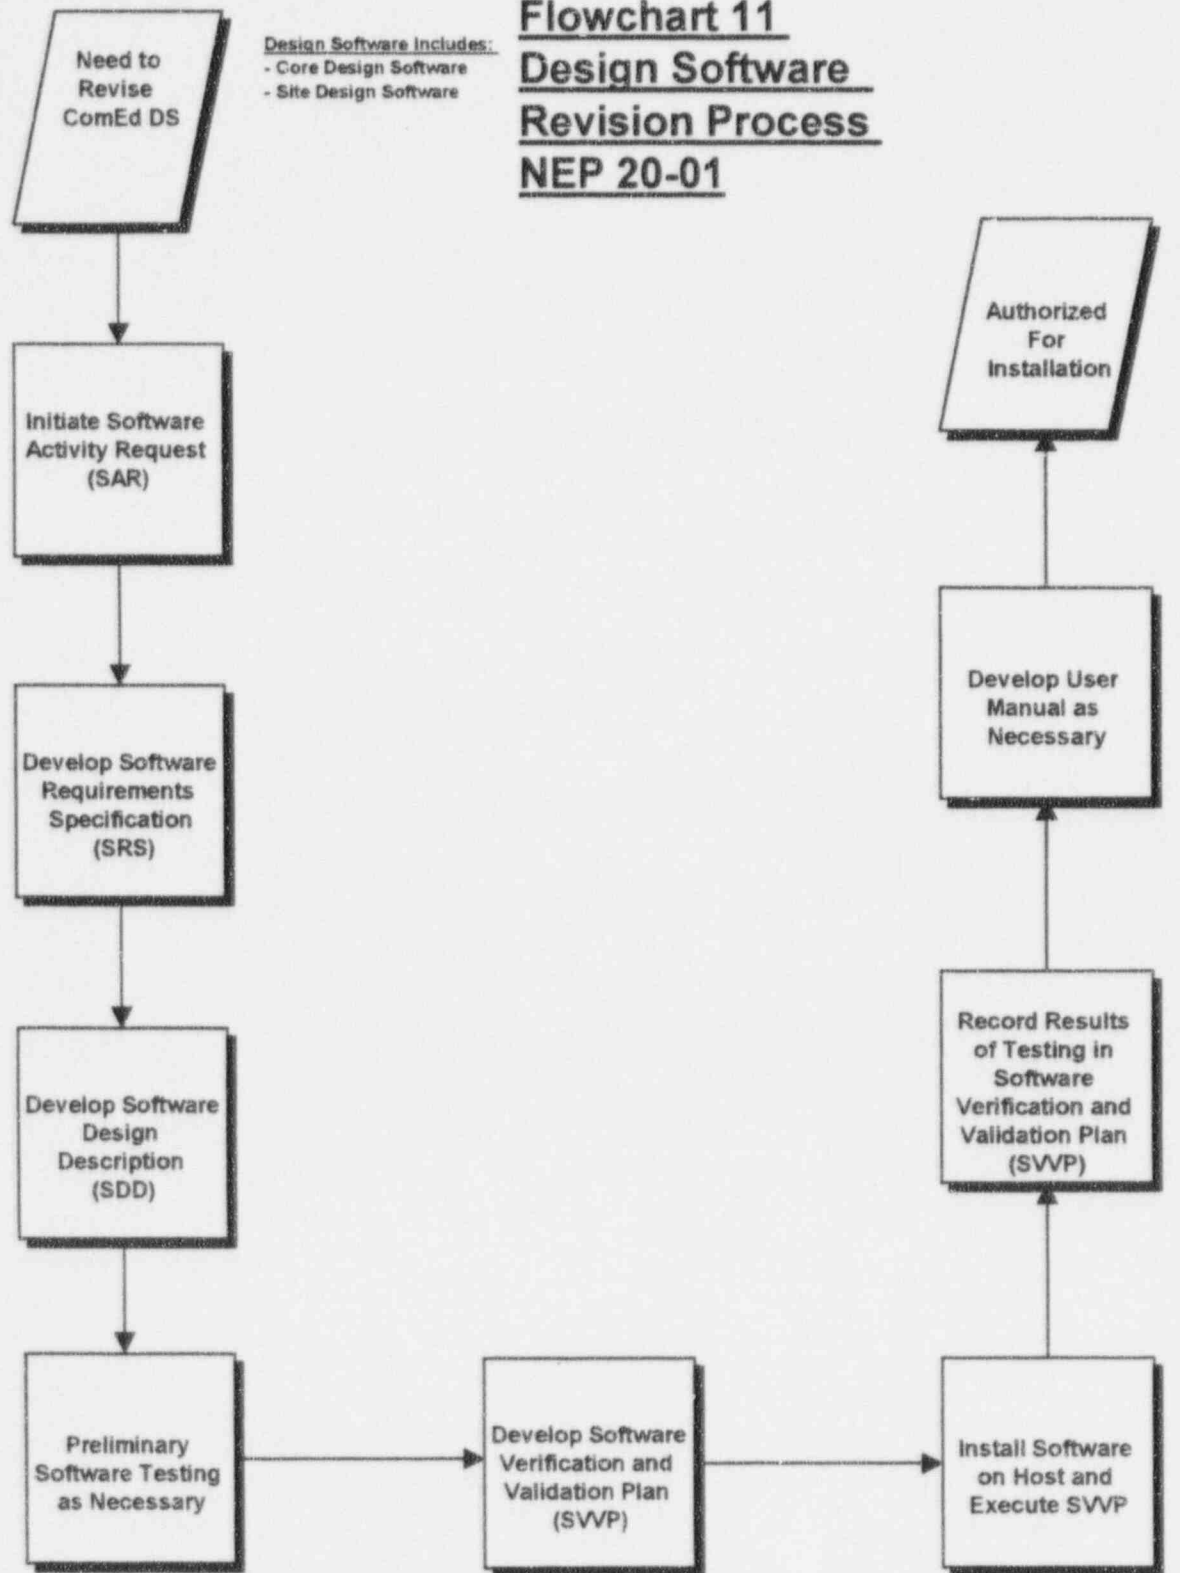 Flowchart 11
Design Software
Revision Process
NEP 20-01
Design Software Includes:
- Core Design Software
- Site Design Software
Need to
Revise
ComEd DS
Initiate Software
Activity Request
(SAR)
Develop Software
Requirements
Specification
(SRS)
Develop Software
Design
Description
(SDD)
Preliminary
Software Testing
as Necessary
Develop Software
Verification and
Validation Plan
(SVVP)
Install Software
on Host and
Execute SVVP
Record Results
of Testing in
Software
Verification and
Validation Plan
(SVVP)
Develop User
Manual as
Necessary
Authorized
For
Installation